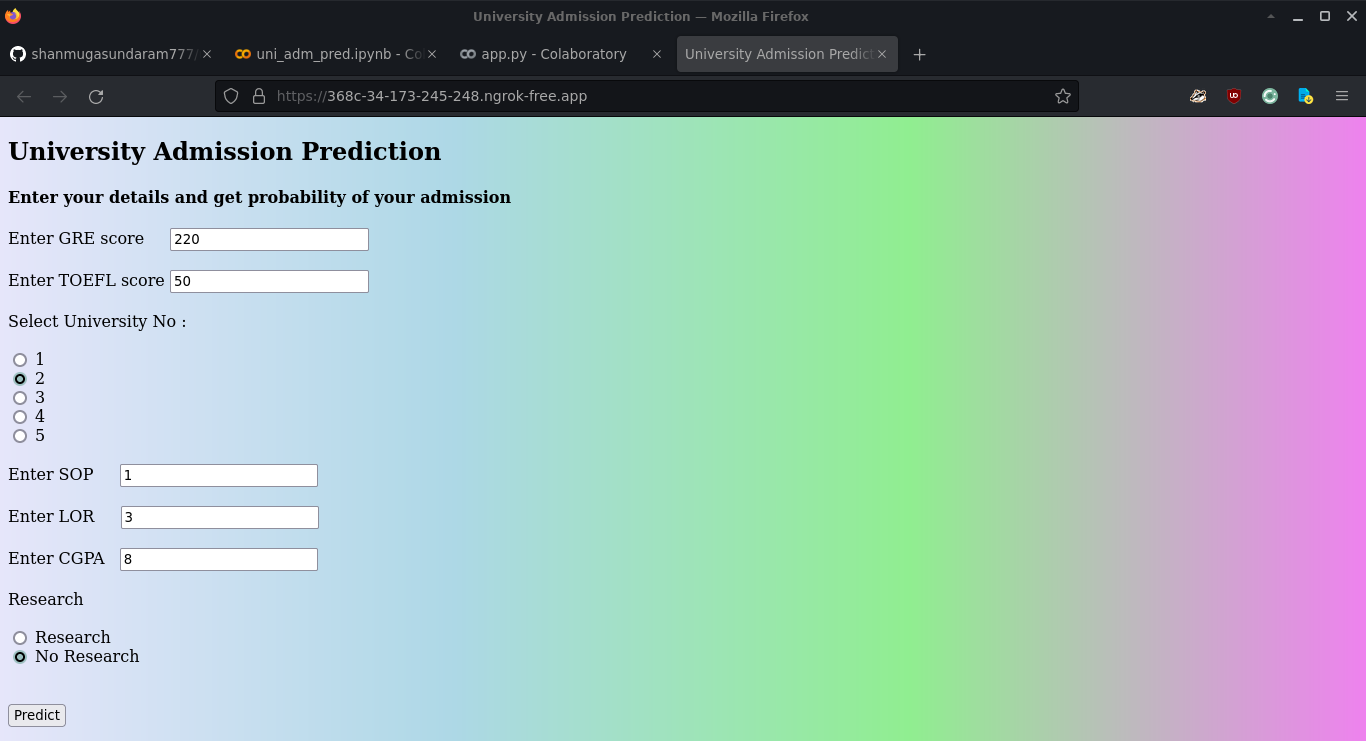 University Admission Prediction — Mozilla Firefox
shanmugasundaram777/
uni_adm_pred.ipynb - Co
app.py - Colaboratory
University Admission Predict
https://368c-34-173-245-248.ngrok-free.app
University Admission Prediction
Enter your details and get probability of your admission
Enter GRE score 220
Enter TOEFL score 50
Select University No :
1
2
3
4
5
Enter SOP 1
Enter LOR 3
Enter CGPA 8
Research
Research
No Research
Predict